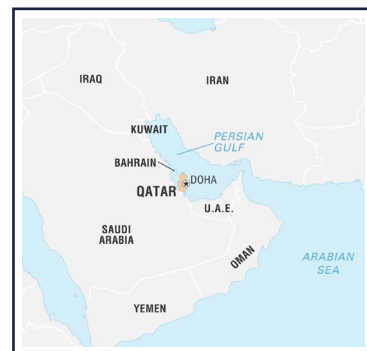 IRAQ
IRAN
KUWAIT
PERSIAN
GULF
BAHRAIN
DOHA
QATAR
U.A.E.
SAUDI
ARABIA
OMAN
ARABIAN
SEA
YEMEN